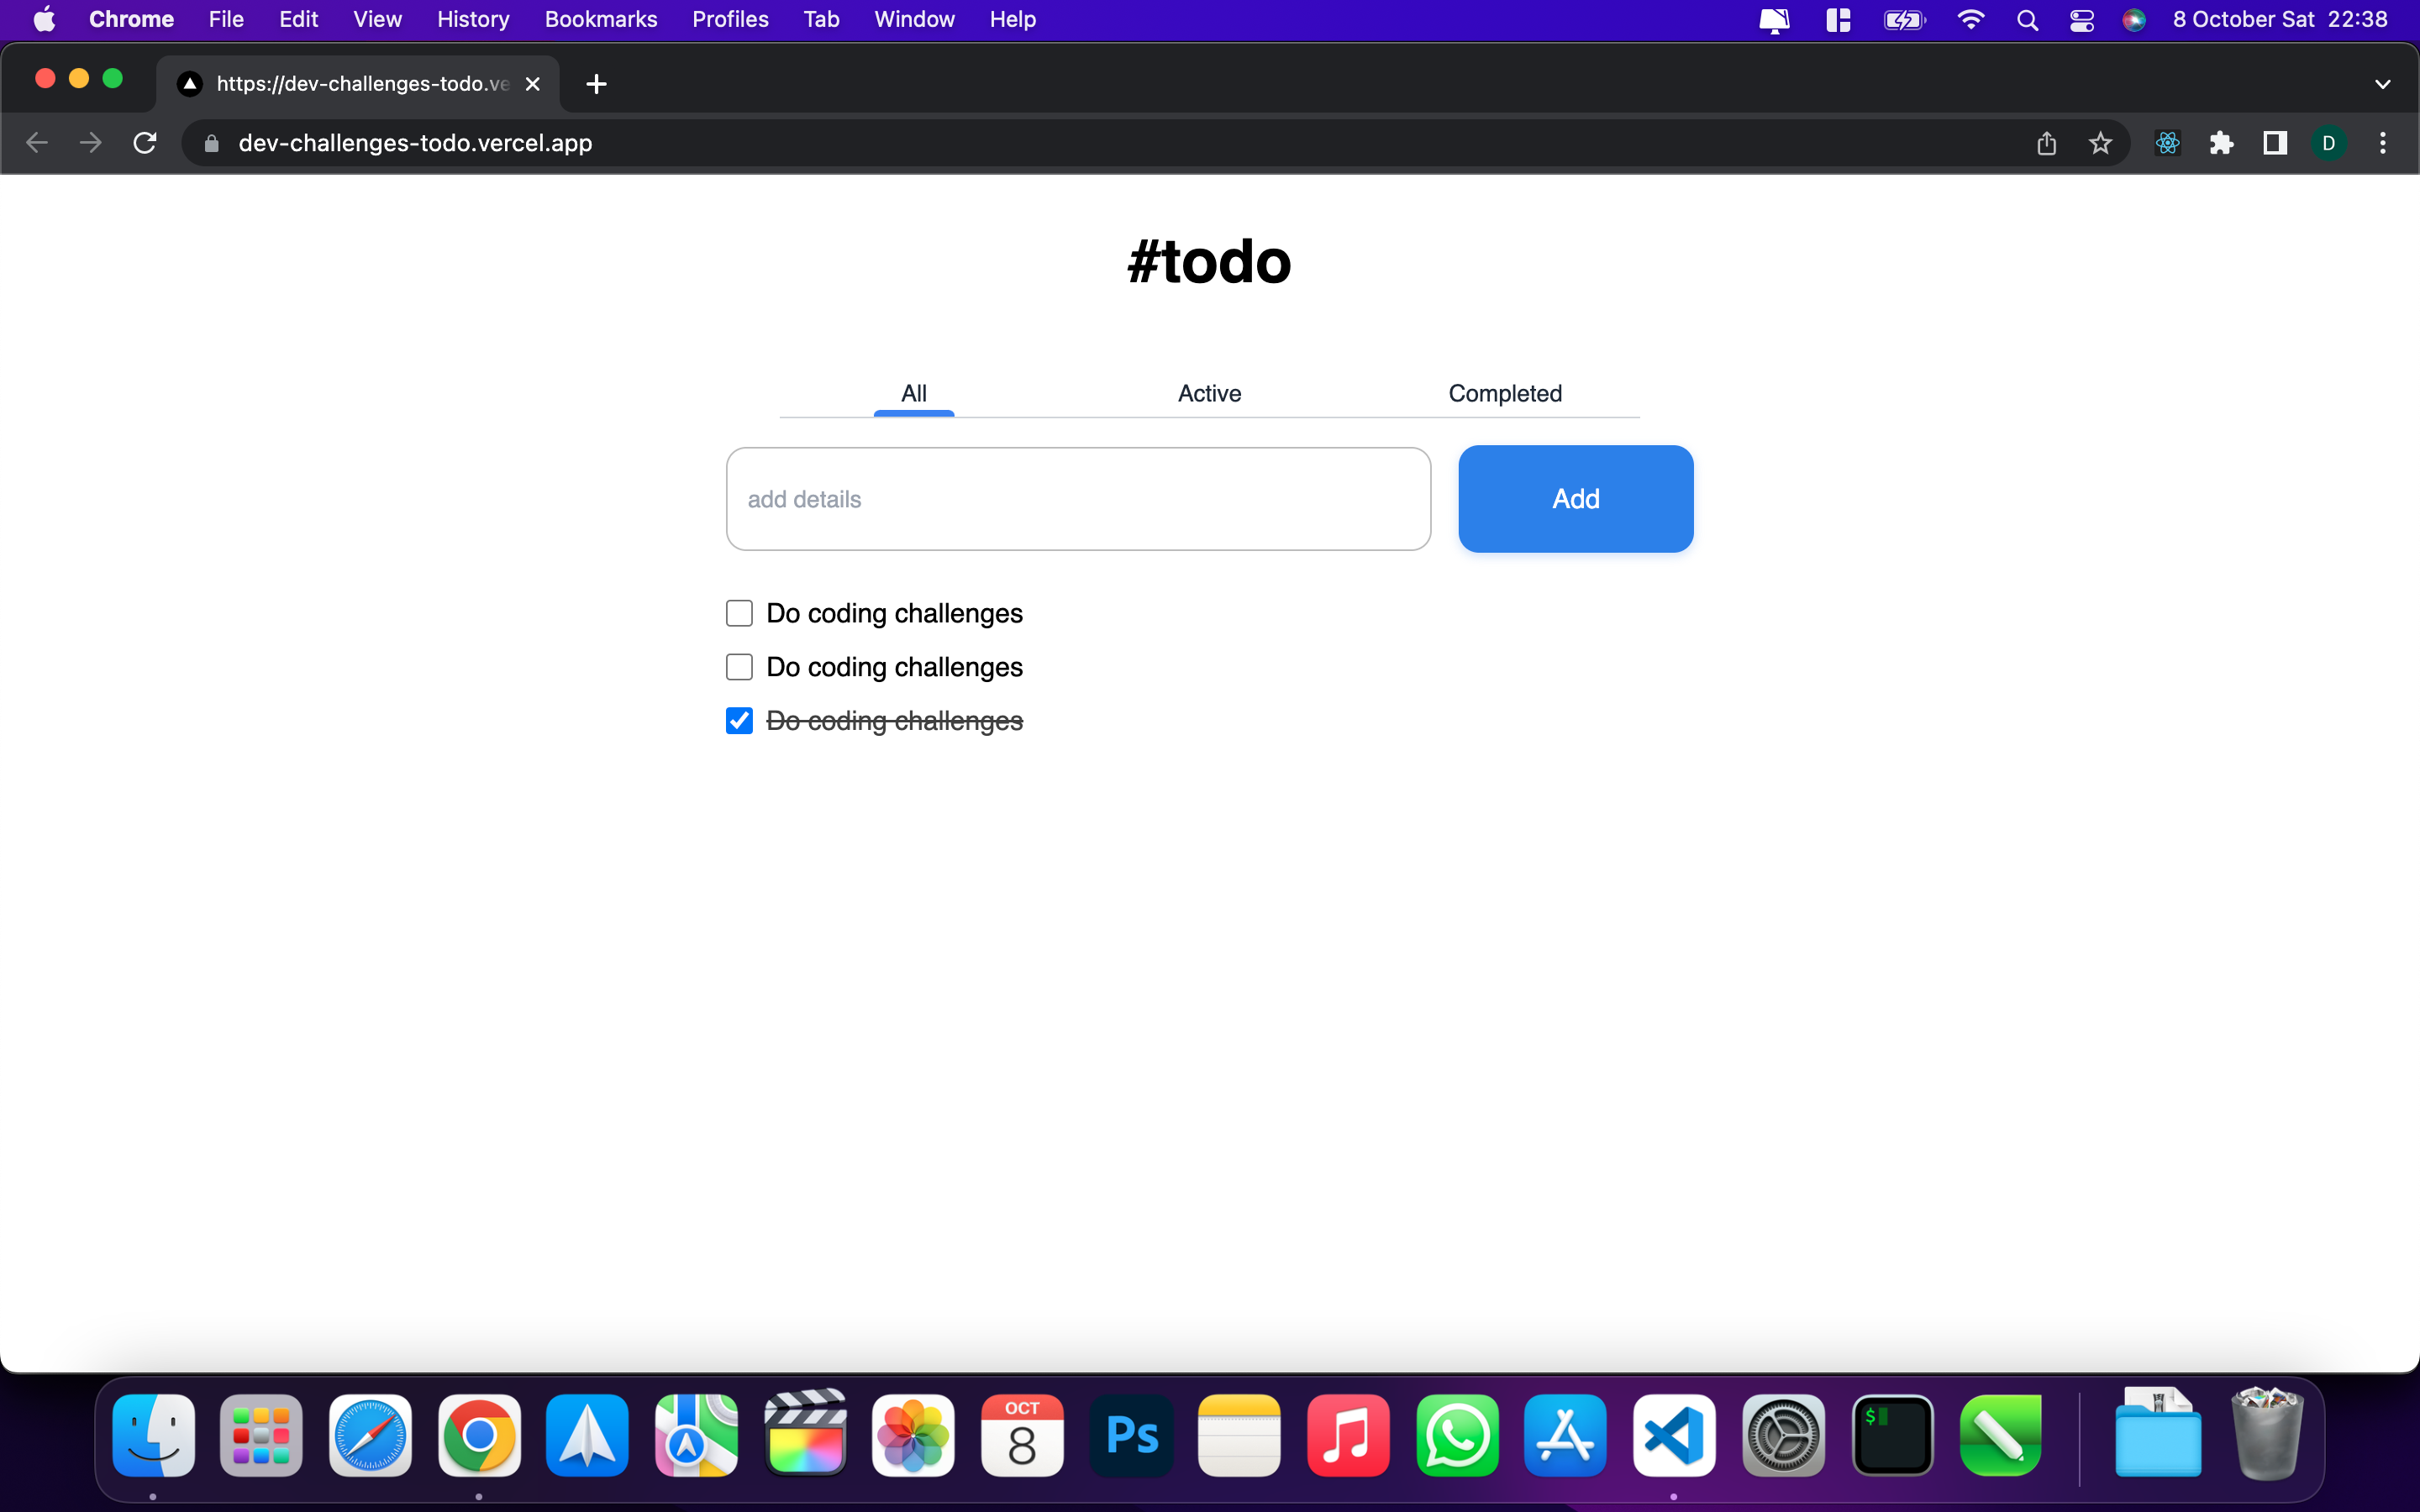 Chrome File Edit View History Bookmarks Profiles Tab Window Help 8 October Sat 22:38
https://dev-challenges-todo.ve
dev-challenges-todo.vercel.app D
#todo
All Active Completed
add details Add
Do coding challenges
Do coding challenges
Do coding challenges
OCT
8
Ps
$